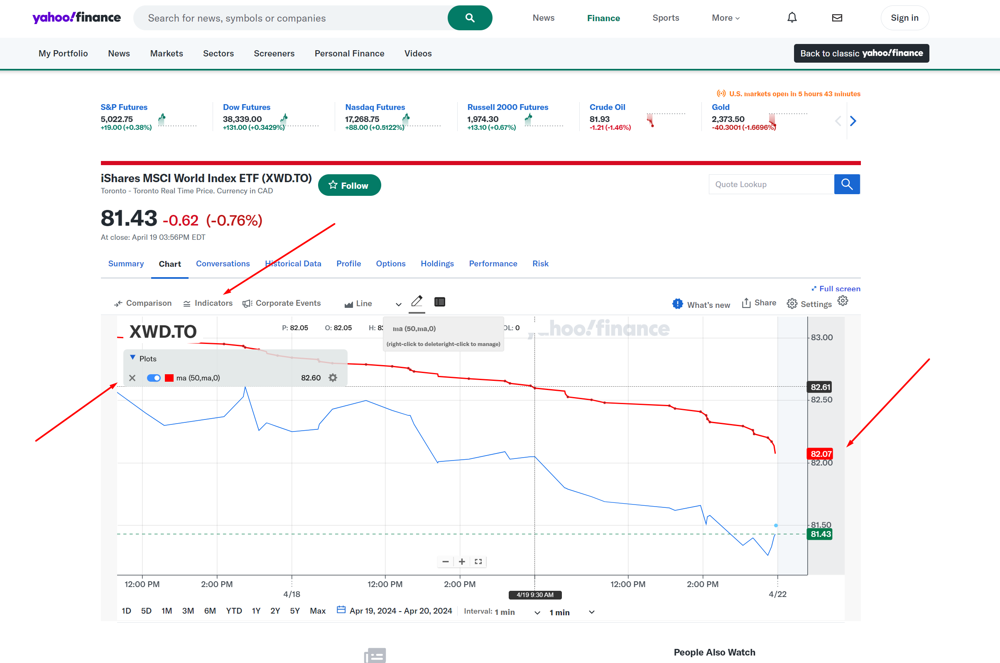 yahoo!finance
Search for news, symbols or companies
News Finance Sports More
Sign in
My Portfolio News Markets Sectors Screeners Personal Finance Videos
Back to classic yahoo!finance
U.S. markets open in 5 hours 43 minutes
S&P Futures
5,022.75
+19.00 (+0.38%)
Dow Futures
38,339.00
+131.00 (+0.3429%)
Nasdaq Futures
17,268.75
+88.00 (+0.5122%)
Russell 2000 Futures
1,974.30
+13.10 (+0.67%)
Crude Oil
81.93
-1.21 (-1.46%)
Gold
2,373.50
-40.3001 (-1.6696%)
iShares MSCI World Index ETF (XWD.TO)
Toronto - Toronto Real Time Price. Currency in CAD
Follow
Quote Lookup
81.43 -0.62 (-0.76%)
At close: April 19 03:56PM EDT
Summary Chart Conversations Historical Data Profile Options Holdings Performance Risk
Full screen
Comparison Indicators Corporate Events Line What's new Share Settings
XWD.TO
P: 82.05 O: 82.05 H: 82 OL: 0
ma (50,ma,0)
(right-click to deleteright-click to manage)
hoo!finance
Plots
ma (50,ma,0) 82.60
83.00
82.61
82.50
82.07
82.00
81.50
81.43
12:00 PM 2:00 PM 12:00 PM 2:00 PM 12:00 PM 2:00 PM
4/18 4/19 9:30 AM 4/22
1D 5D 1M 3M 6M YTD 1Y 2Y 5Y Max Apr 19, 2024 - Apr 20, 2024 Interval: 1 min 1 min
People Also Watch